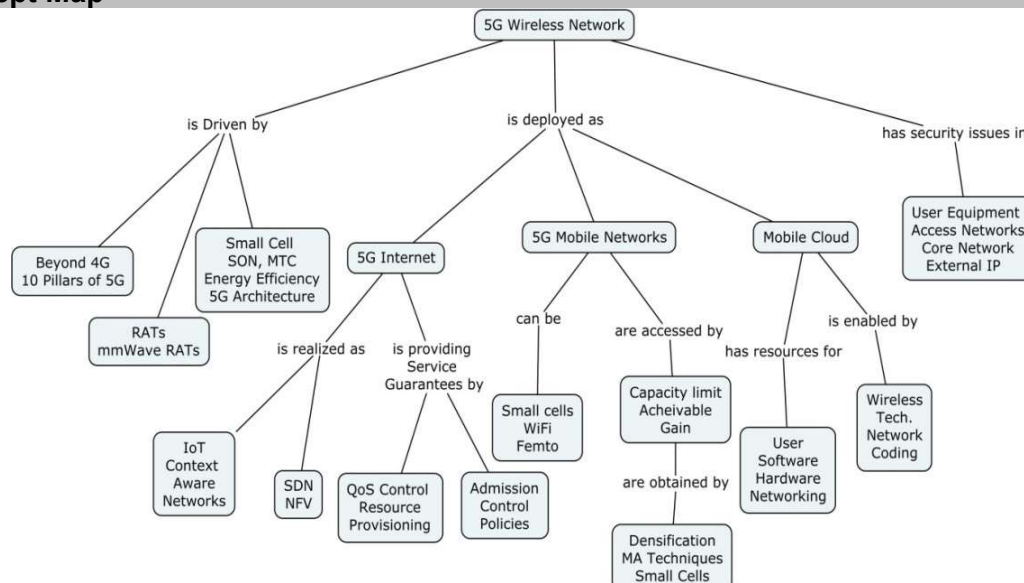 5G Wireless Network
is Driven by
is deployed as
has security issues in
Beyond 4G
10 Pillars of 5G
RATs
mmWave RATs
Small Cell
SON, MTC
Energy Efficiency
5G Architecture
5G Internet
5G Mobile Networks
Mobile Cloud
User Equipment
Access Networks
Core Network
External IP
is realized as
is providing
Service
Guarantees by
can be
are accessed by
has resources for
is enabled by
IoT
Context
Aware
Networks
SDN
NFV
QoS Control
Resource
Provisioning
Admission
Control
Policies
Small cells
WiFi
Femto
Capacity limit
Acheivable
Gain
are obtained by
Densification
MA Techniques
Small Cells
User
Software
Hardware
Networking
Wireless
Tech.
Network
Coding